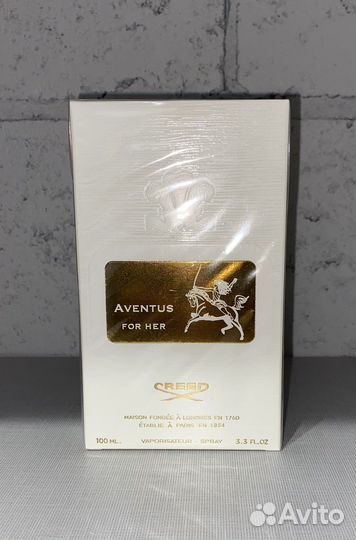 AVENTUS
FOR HER
CREED
MAISON FONDÉE À LONDRES EN 1760
ÉTABLIE À PARIS EN 1854
100 ML. VAPORISATEUR - SPRAY 3.3 FL.OZ
Avito